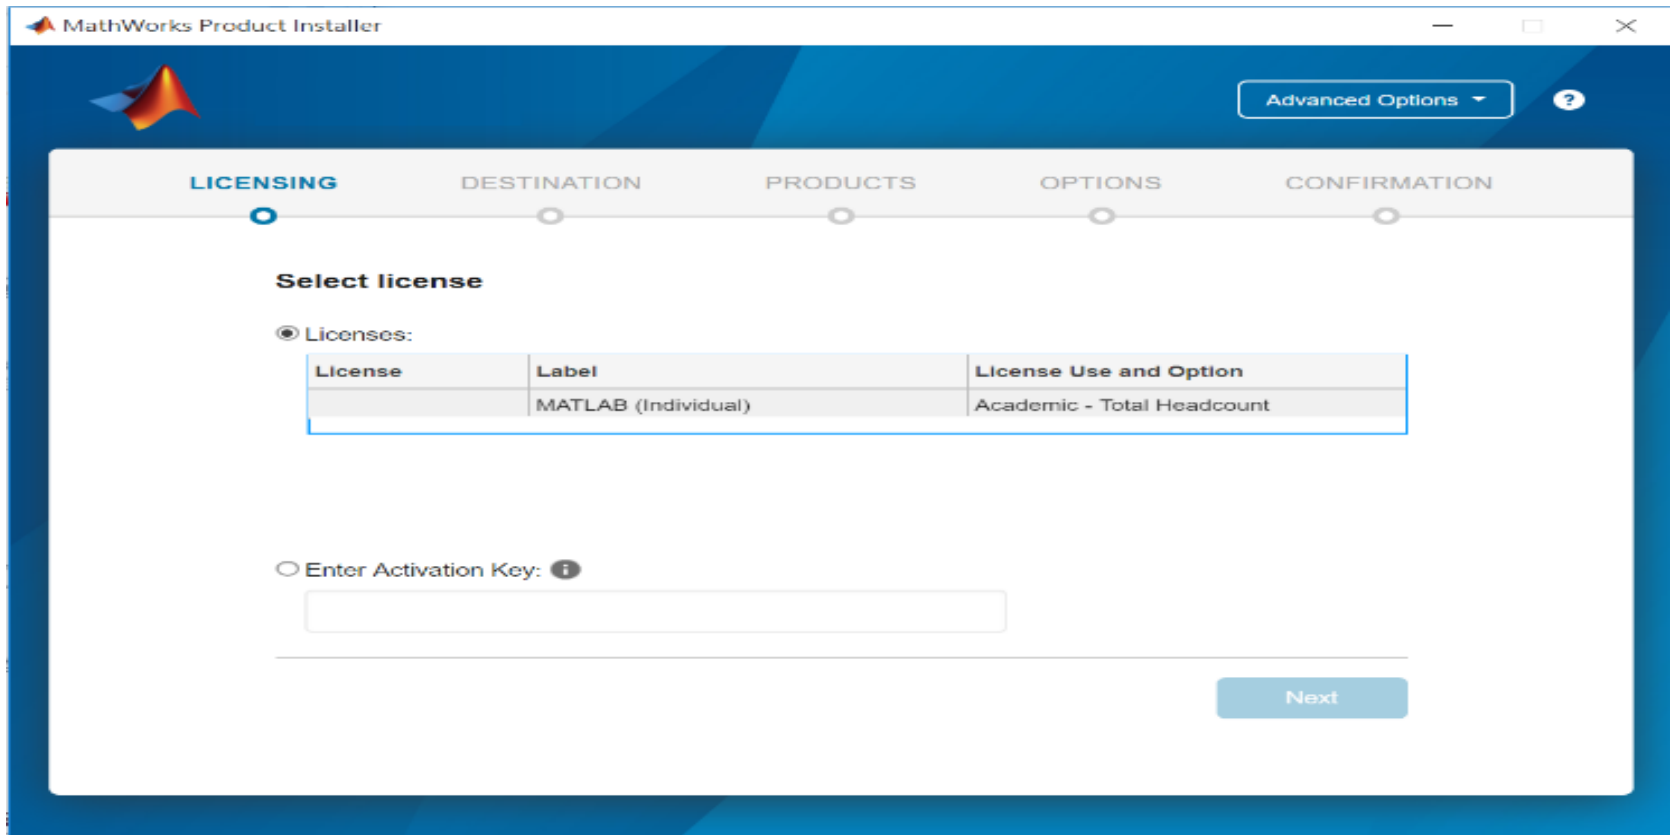 MathWorks Product Installer
Advanced Options
?
LICENSING DESTINATION PRODUCTS OPTIONS CONFIRMATION
Select license
Licenses:
License Label License Use and Option
MATLAB (Individual) Academic - Total Headcount
Enter Activation Key: i
Next